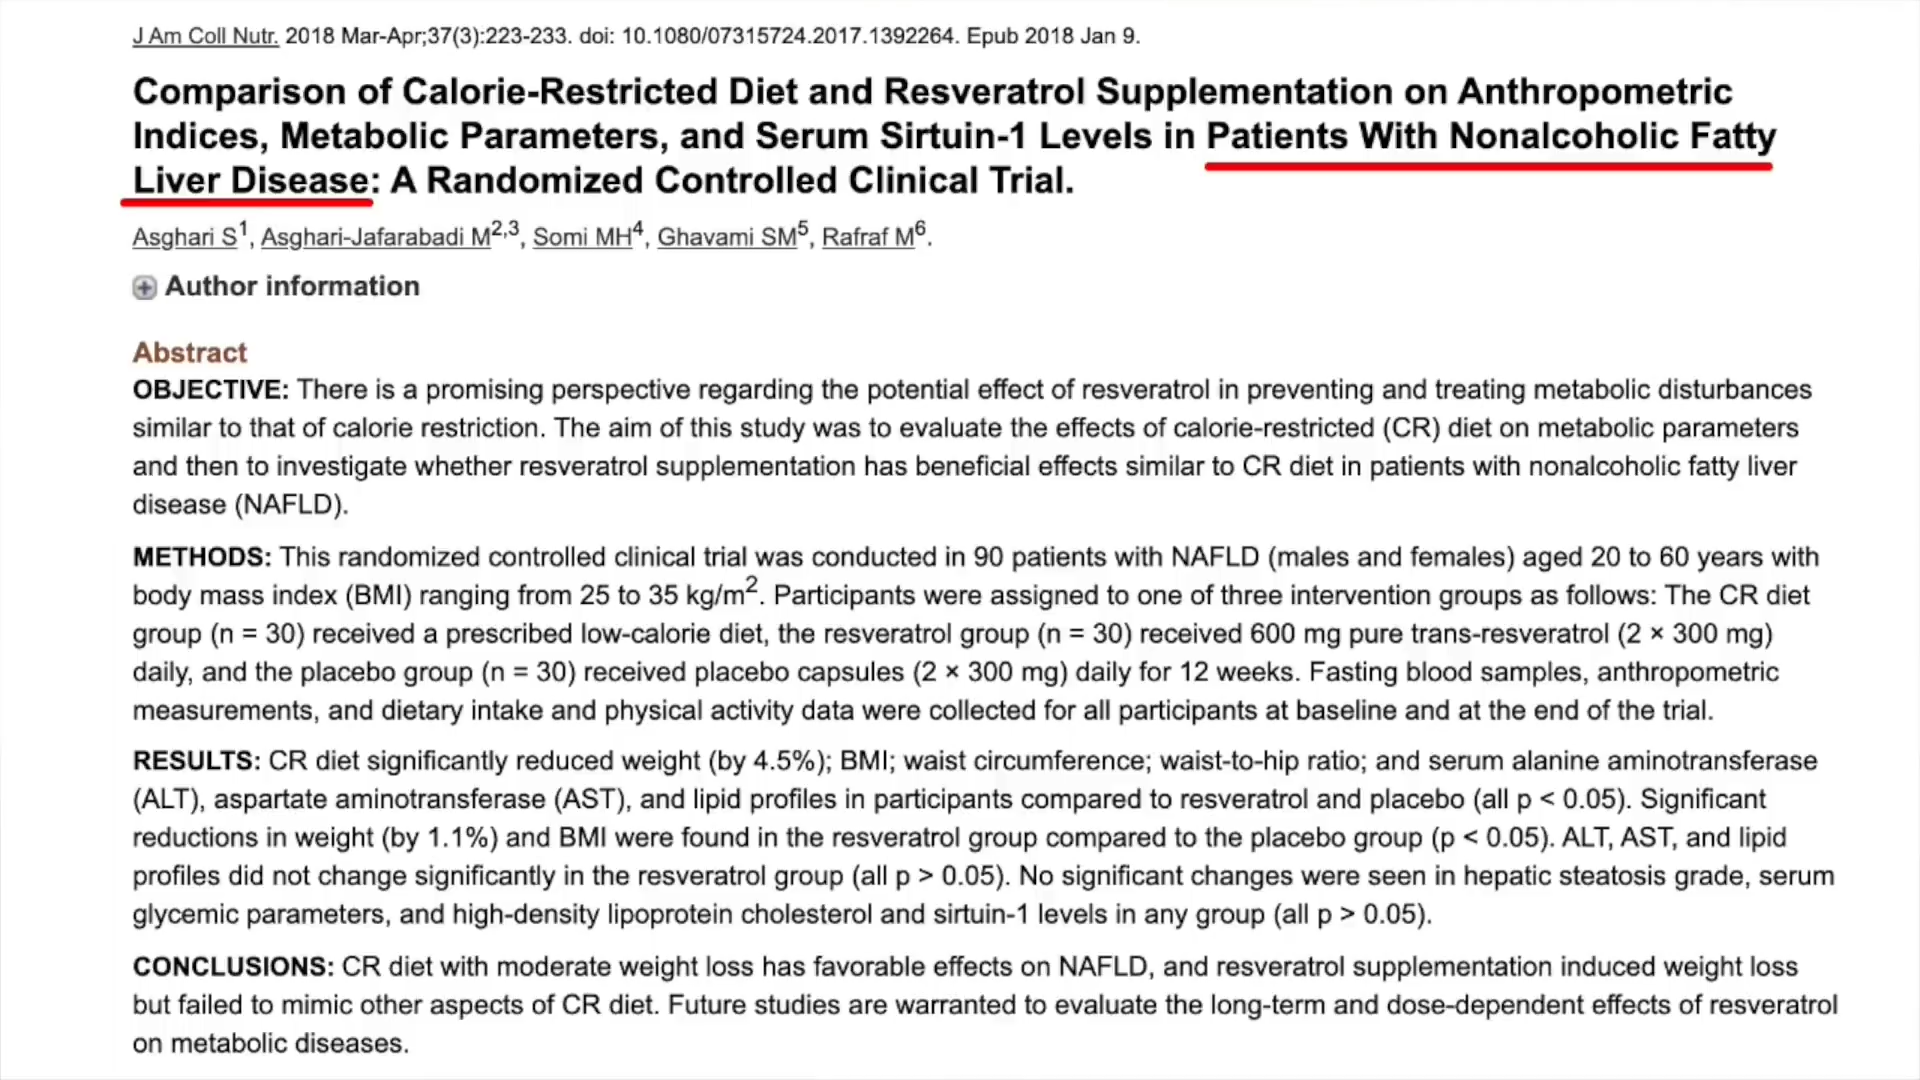 J Am Coll Nutr. 2018 Mar-Apr;37(3):223-233. doi: 10.1080/07315724.2017.1392264. Epub 2018 Jan 9.
Comparison of Calorie-Restricted Diet and Resveratrol Supplementation on Anthropometric
Indices, Metabolic Parameters, and Serum Sirtuin-1 Levels in Patients With Nonalcoholic Fatty
Liver Disease: A Randomized Controlled Clinical Trial.
Asghari S1, Asghari-Jafarabadi M2,3, Somi MH4, Ghavami SM5, Rafraf M6.
Author information
Abstract
OBJECTIVE: There is a promising perspective regarding the potential effect of resveratrol in preventing and treating metabolic disturbances
similar to that of calorie restriction. The aim of this study was to evaluate the effects of calorie-restricted (CR) diet on metabolic parameters
and then to investigate whether resveratrol supplementation has beneficial effects similar to CR diet in patients with nonalcoholic fatty liver
disease (NAFLD).
METHODS: This randomized controlled clinical trial was conducted in 90 patients with NAFLD (males and females) aged 20 to 60 years with
body mass index (BMI) ranging from 25 to 35 kg/m2. Participants were assigned to one of three intervention groups as follows: The CR diet
group (n = 30) received a prescribed low-calorie diet, the resveratrol group (n = 30) received 600 mg pure trans-resveratrol (2 × 300 mg)
daily, and the placebo group (n = 30) received placebo capsules (2 × 300 mg) daily for 12 weeks. Fasting blood samples, anthropometric
measurements, and dietary intake and physical activity data were collected for all participants at baseline and at the end of the trial.
RESULTS: CR diet significantly reduced weight (by 4.5%); BMI; waist circumference; waist-to-hip ratio; and serum alanine aminotransferase
(ALT), aspartate aminotransferase (AST), and lipid profiles in participants compared to resveratrol and placebo (all p < 0.05). Significant
reductions in weight (by 1.1%) and BMI were found in the resveratrol group compared to the placebo group (p < 0.05). ALT, AST, and lipid
profiles did not change significantly in the resveratrol group (all p > 0.05). No significant changes were seen in hepatic steatosis grade, serum
glycemic parameters, and high-density lipoprotein cholesterol and sirtuin-1 levels in any group (all p > 0.05).
CONCLUSIONS: CR diet with moderate weight loss has favorable effects on NAFLD, and resveratrol supplementation induced weight loss
but failed to mimic other aspects of CR diet. Future studies are warranted to evaluate the long-term and dose-dependent effects of resveratrol
on metabolic diseases.